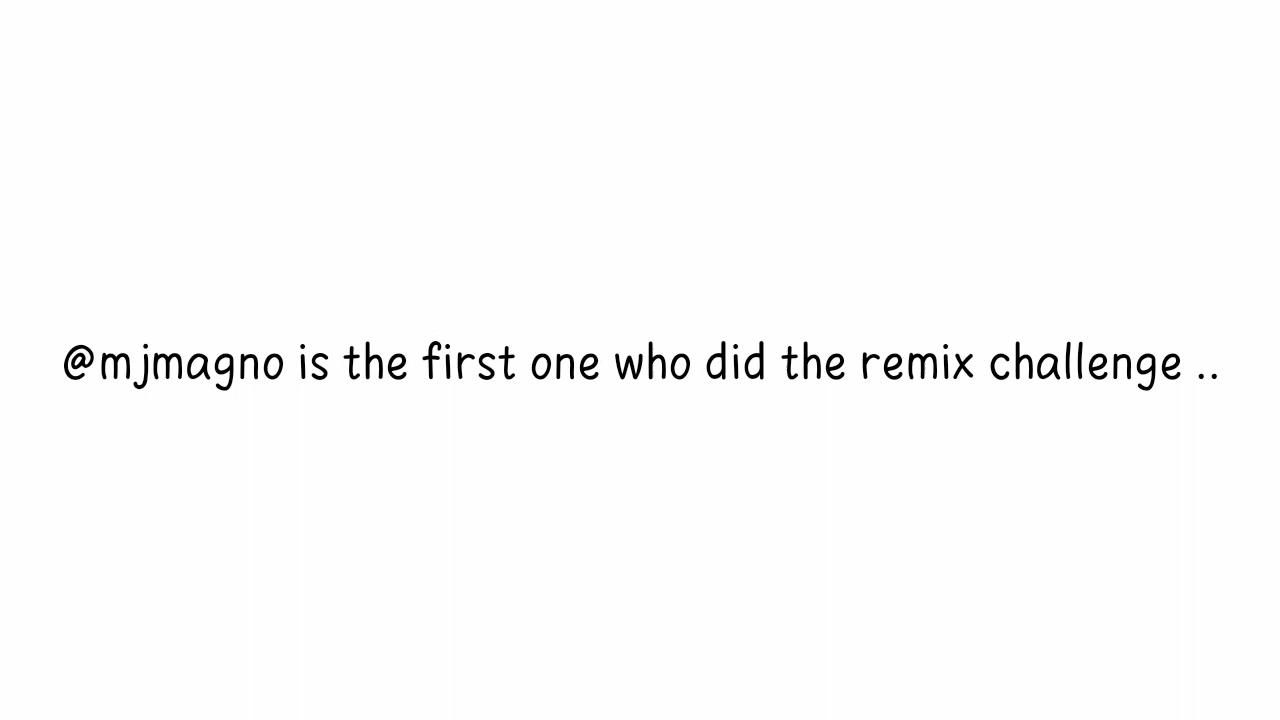 @mjmagno is the first one who did the remix challenge ..